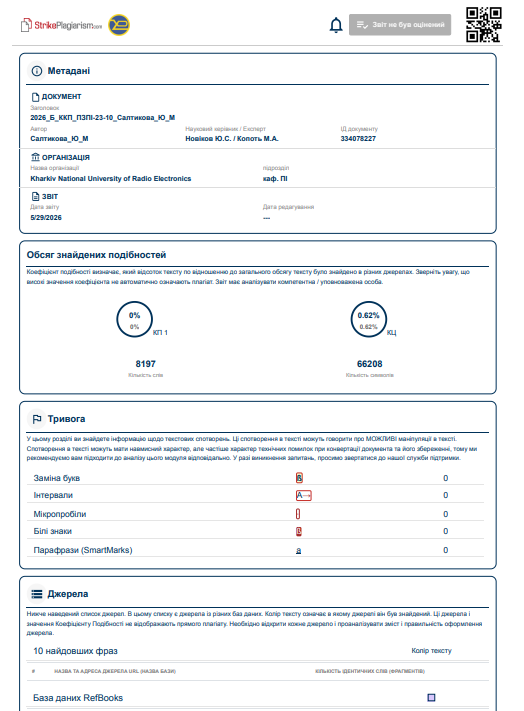 StrikePlagiarism.com
Звіт не був оцінений
Метадані
ДОКУМЕНТ
Заголовок
2026_Б_ККП_ПЗПІ-23-10_Салтикова_Ю_М
Автор
Науковий керівник / Експерт
ІД документу
Салтикова_Ю_М
Новіков Ю.С. / Копоть М.А.
334078227
ОРГАНІЗАЦІЯ
Назва організації
підрозділ
Kharkiv National University of Radio Electronics
каф. ПІ
ЗВІТ
Дата звіту
Дата редагування
5/29/2026
---
Обсяг знайдених подібностей
Коефіцієнт подібності визначає, який відсоток тексту по відношенню до загального обсягу тексту було знайдено в різних джерелах. Зверніть увагу, що
високі значення коефіцієнта не автоматично означають плагіат. Звіт має аналізувати компетентна / уповноважена особа.
0%
0%
КП 1
0.62%
0.62%
КЦ
8197
Кількість слів
66208
Кількість символів
Тривога
У цьому розділі ви знайдете інформацію щодо текстових спотворень. Ці спотворення в тексті можуть говорити про МОЖЛИВІ маніпуляції в тексті.
Спотворення в тексті можуть мати навмисний характер, але частіше характер технічних помилок при конвертації документа та його збереженні, тому ми
рекомендуємо вам підходити до аналізу цього модуля відповідально. У разі виникнення запитань, просимо звертатися до нашої служби підтримки.
Заміна букв
0
Інтервали
A→
0
Мікропробіли
0
Білі знаки
0
Парафрази (SmartMarks)
a
0
Джерела
Нижче наведений список джерел. В цьому списку є джерела із різних баз даних. Колір тексту означає в якому джерелі він був знайдений. Ці джерела і
значення Коефіцієнту Подібності не відображають прямого плагіату. Необхідно відкрити кожне джерело і проаналізувати зміст і правильність оформлення
джерела.
10 найдовших фраз
Колір тексту
#
НАЗВА ТА АДРЕСА ДЖЕРЕЛА URL (НАЗВА БАЗИ)
КІЛЬКІСТЬ ІДЕНТИЧНИХ СЛІВ (ФРАГМЕНТІВ)
База даних RefBooks